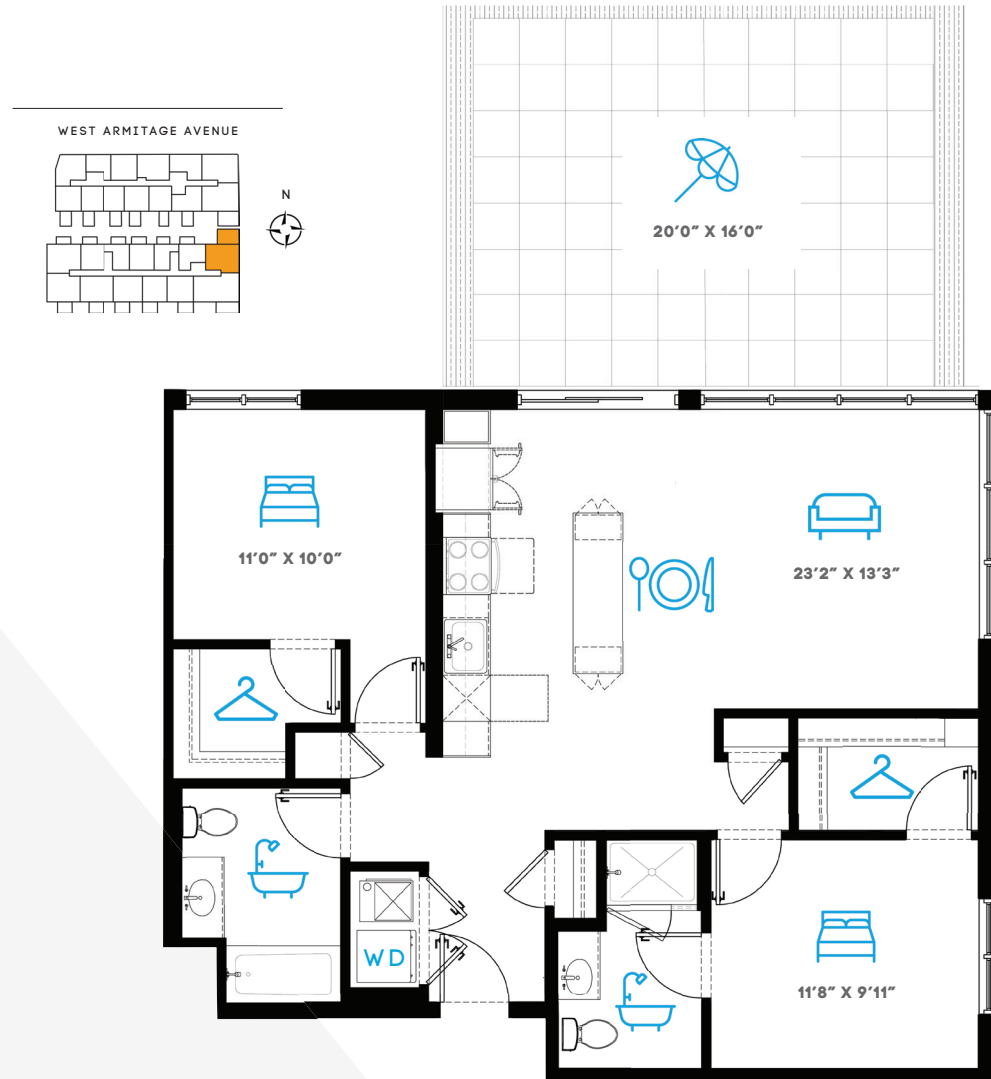 WEST ARMITAGE AVENUE
N
20'0" X 16'0"
11'0" X 10'0"
23'2" X 13'3"
WD
11'8" X 9'11"